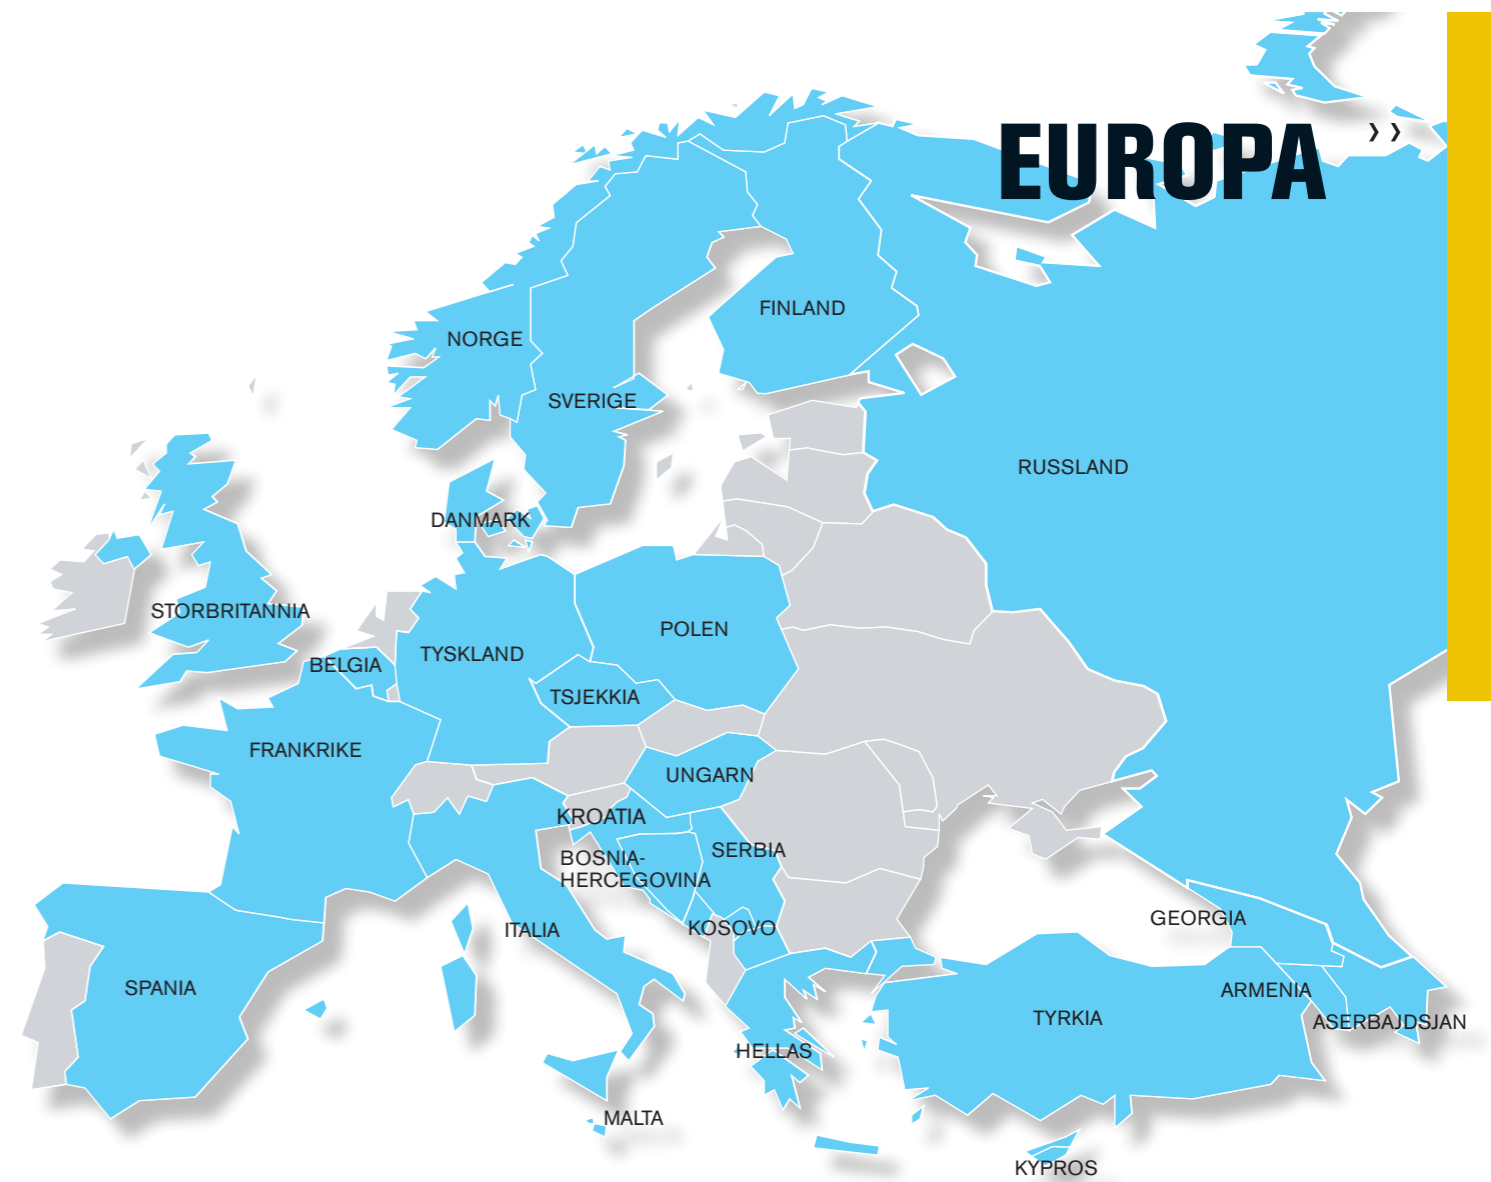 EUROPA ❯❯
FINLAND
NORGE
SVERIGE
RUSSLAND
DANMARK
STORBRITANNIA
POLEN
TYSKLAND
BELGIA
TSJEKKIA
FRANKRIKE
UNGARN
KROATIA
SERBIA
BOSNIA-
HERCEGOVINA
GEORGIA
KOSOVO
ITALIA
SPANIA
ARMENIA
TYRKIA
ASERBAJDSJAN
HELLAS
MALTA
KYPROS